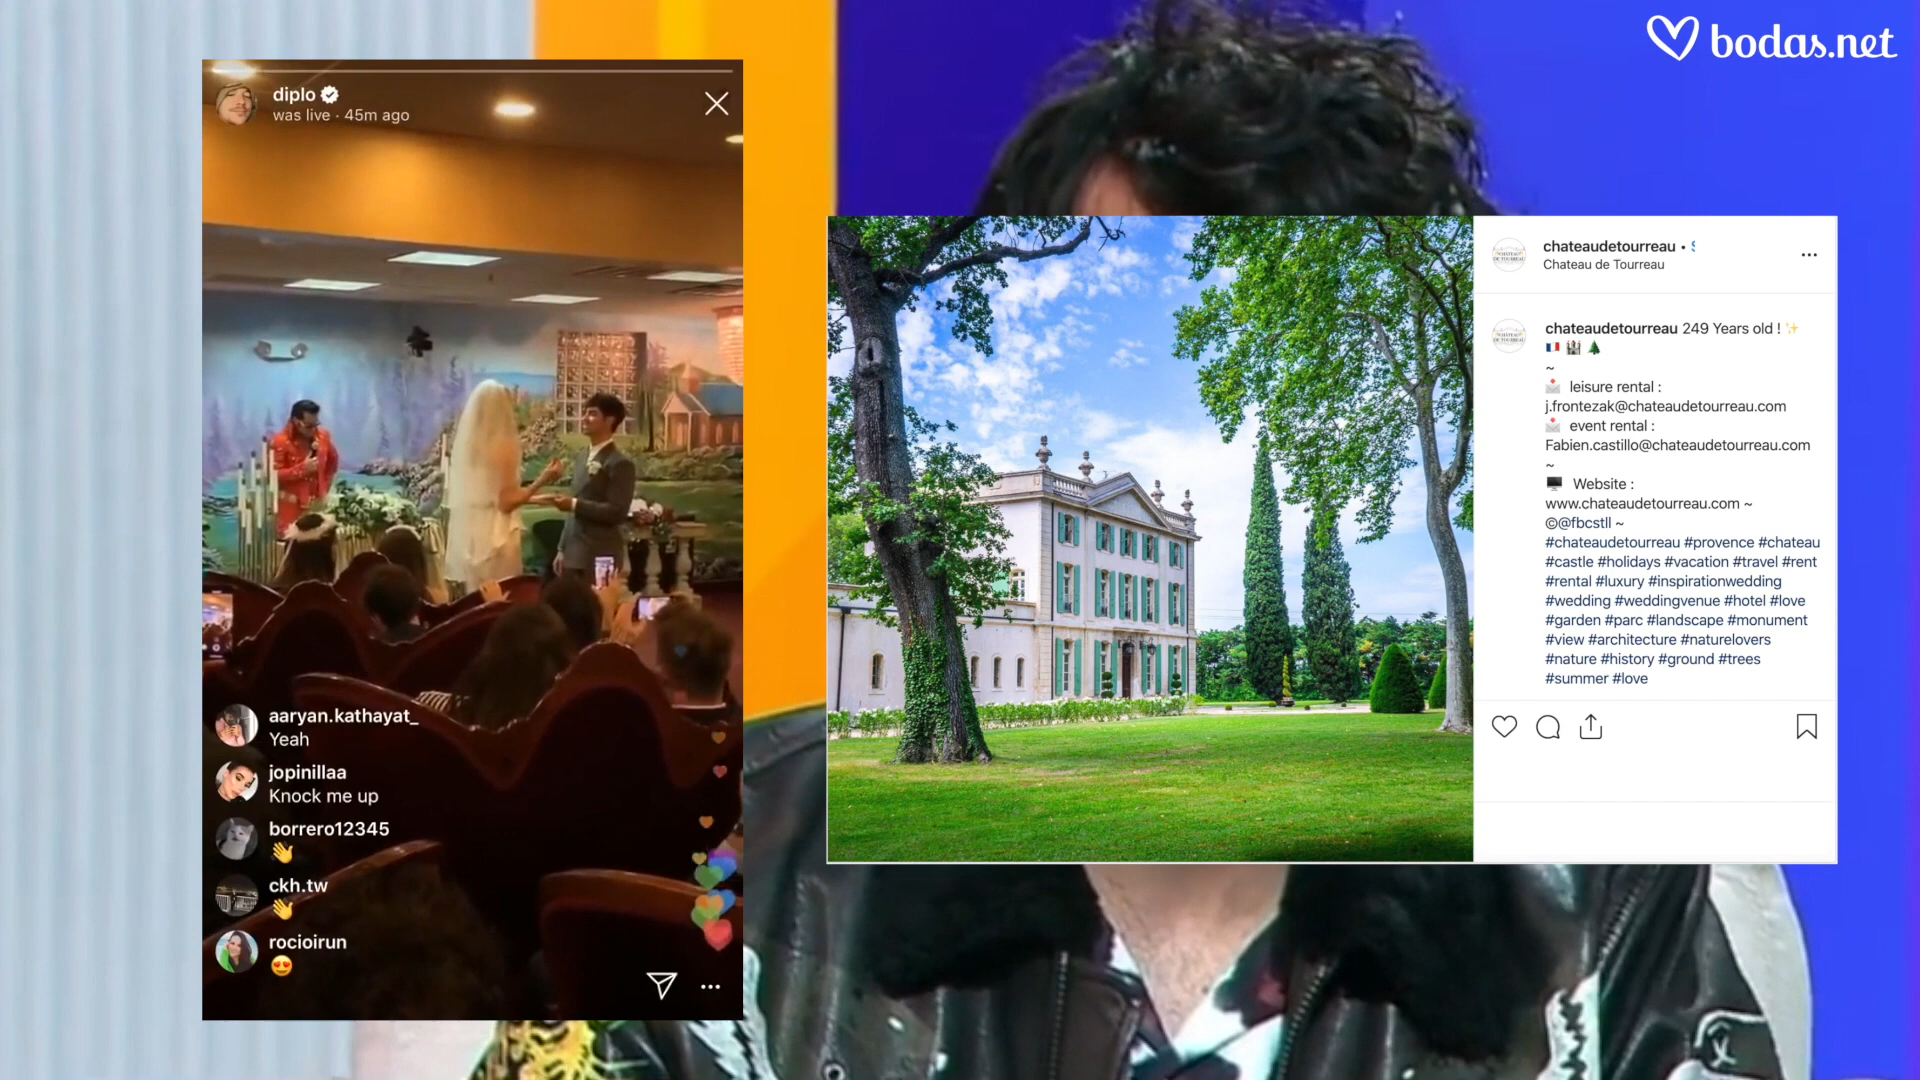 bodas.net
diplo
was live · 45m ago
aaryan.kathayat_
Yeah
jopinillaa
Knock me up
borrero12345
👋
ckh.tw
👋
rocioirun
😍
chateaudetourreau •
Chateau de Tourreau
chateaudetourreau 249 Years old ! ✨
🇫🇷 👫 🌲
~
📩 leisure rental :
j.frontezak@chateaudetourreau.com
📩 event rental :
Fabien.castillo@chateaudetourreau.com
~
🖥 Website :
www.chateaudetourreau.com ~
©@fbcstll ~
#chateaudetourreau #provence #chateau
#castle #holidays #vacation #travel #rent
#rental #luxury #inspirationwedding
#wedding #weddingvenue #hotel #love
#garden #parc #landscape #monument
#view #architecture #naturelovers
#nature #history #ground #trees
#summer #love